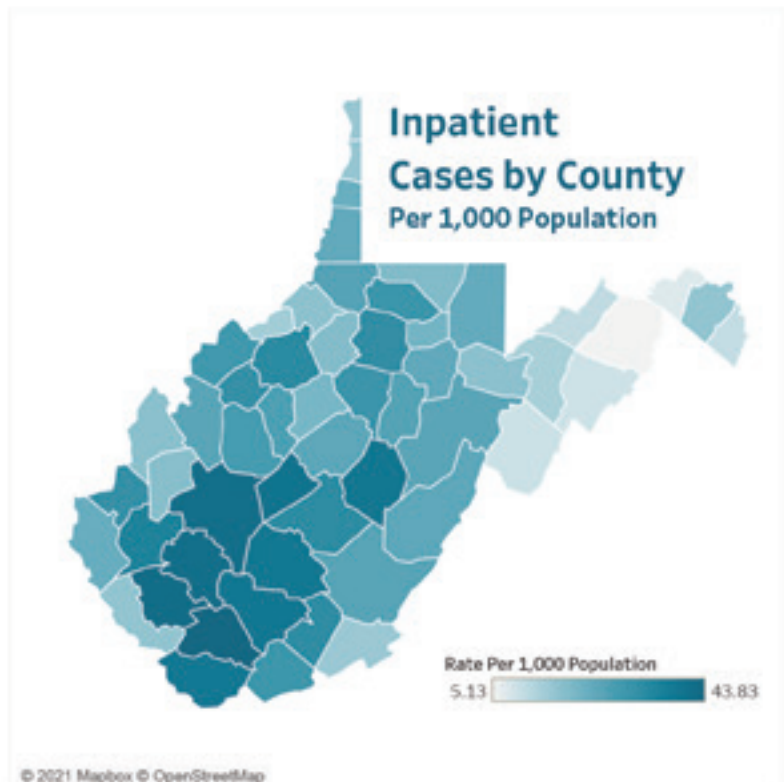 Inpatient
Cases by County
Per 1,000 Population
Rate Per 1,000 Population
5.13 43.83
© 2021 Mapbox © OpenStreetMap